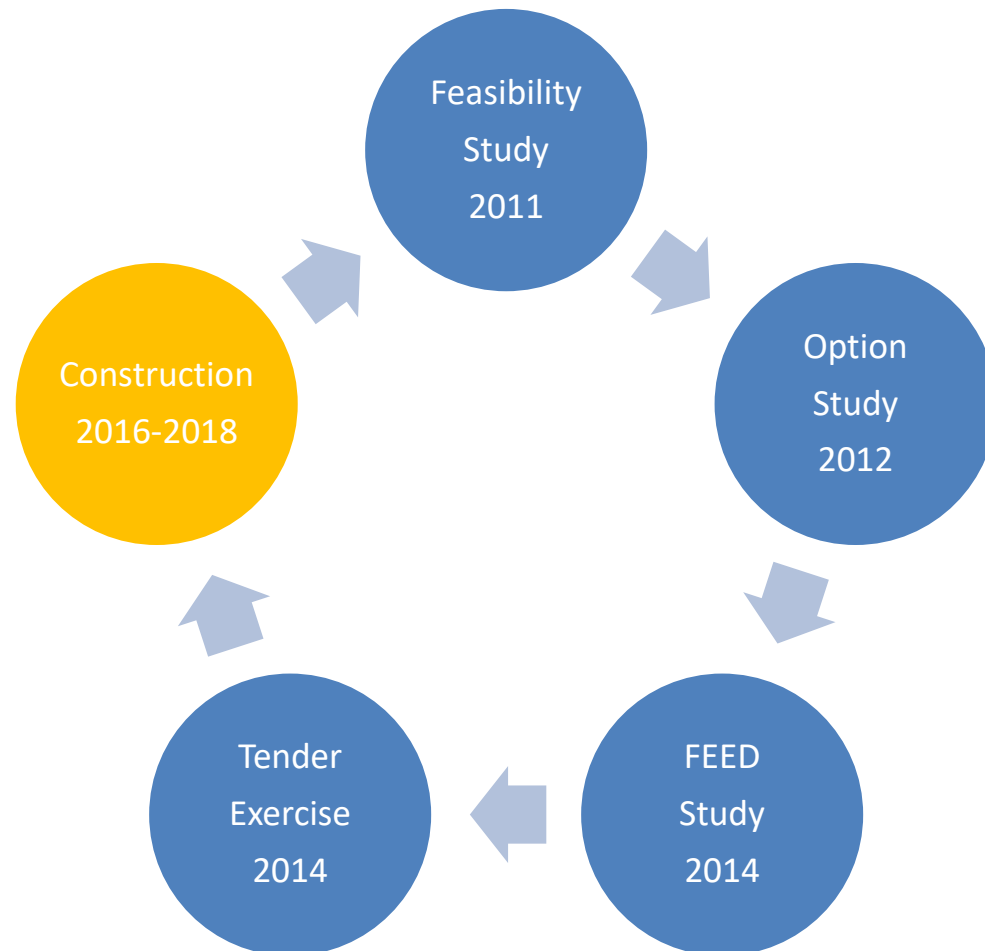 Feasibility
Study
2011
Option
Study
2012
FEED
Study
2014
Tender
Exercise
2014
Construction
2016-2018